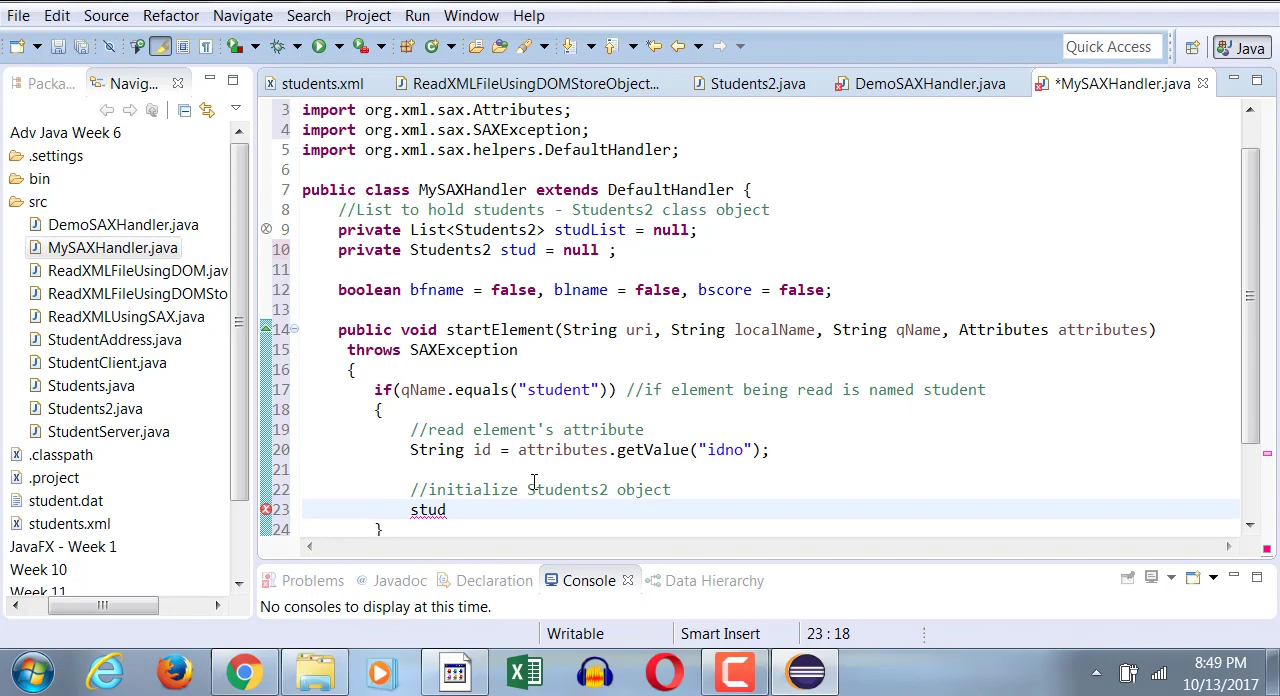 File Edit Source Refactor Navigate Search Project Run Window Help
Quick Access Java
Packa... Navig...
students.xml ReadXMLFileUsingDOMStoreObject... Students2.java DemoSAXHandler.java *MySAXHandler.java
Adv Java Week 6
.settings
bin
src
DemoSAXHandler.java
MySAXHandler.java
ReadXMLFileUsingDOM.jav
ReadXMLFileUsingDOMSto
ReadXMLUsingSAX.java
StudentAddress.java
StudentClient.java
Students.java
Students2.java
StudentServer.java
.classpath
.project
student.dat
students.xml
JavaFX - Week 1
Week 10
Week 11
3 import org.xml.sax.Attributes;
4 import org.xml.sax.SAXException;
5 import org.xml.sax.helpers.DefaultHandler;
6
7 public class MySAXHandler extends DefaultHandler {
8 //List to hold students - Students2 class object
9 private List<Students2> studList = null;
10 private Students2 stud = null ;
11
12 boolean bfname = false, blname = false, bscore = false;
13
14 public void startElement(String uri, String localName, String qName, Attributes attributes)
15 throws SAXException
16 {
17 if(qName.equals("student")) //if element being read is named student
18 {
19 //read element's attribute
20 String id = attributes.getValue("idno");
21
22 //initialize Students2 object
23 stud
24 }
Problems Javadoc Declaration Console Data Hierarchy
No consoles to display at this time.
Writable Smart Insert 23 : 18
8:49 PM
10/13/2017